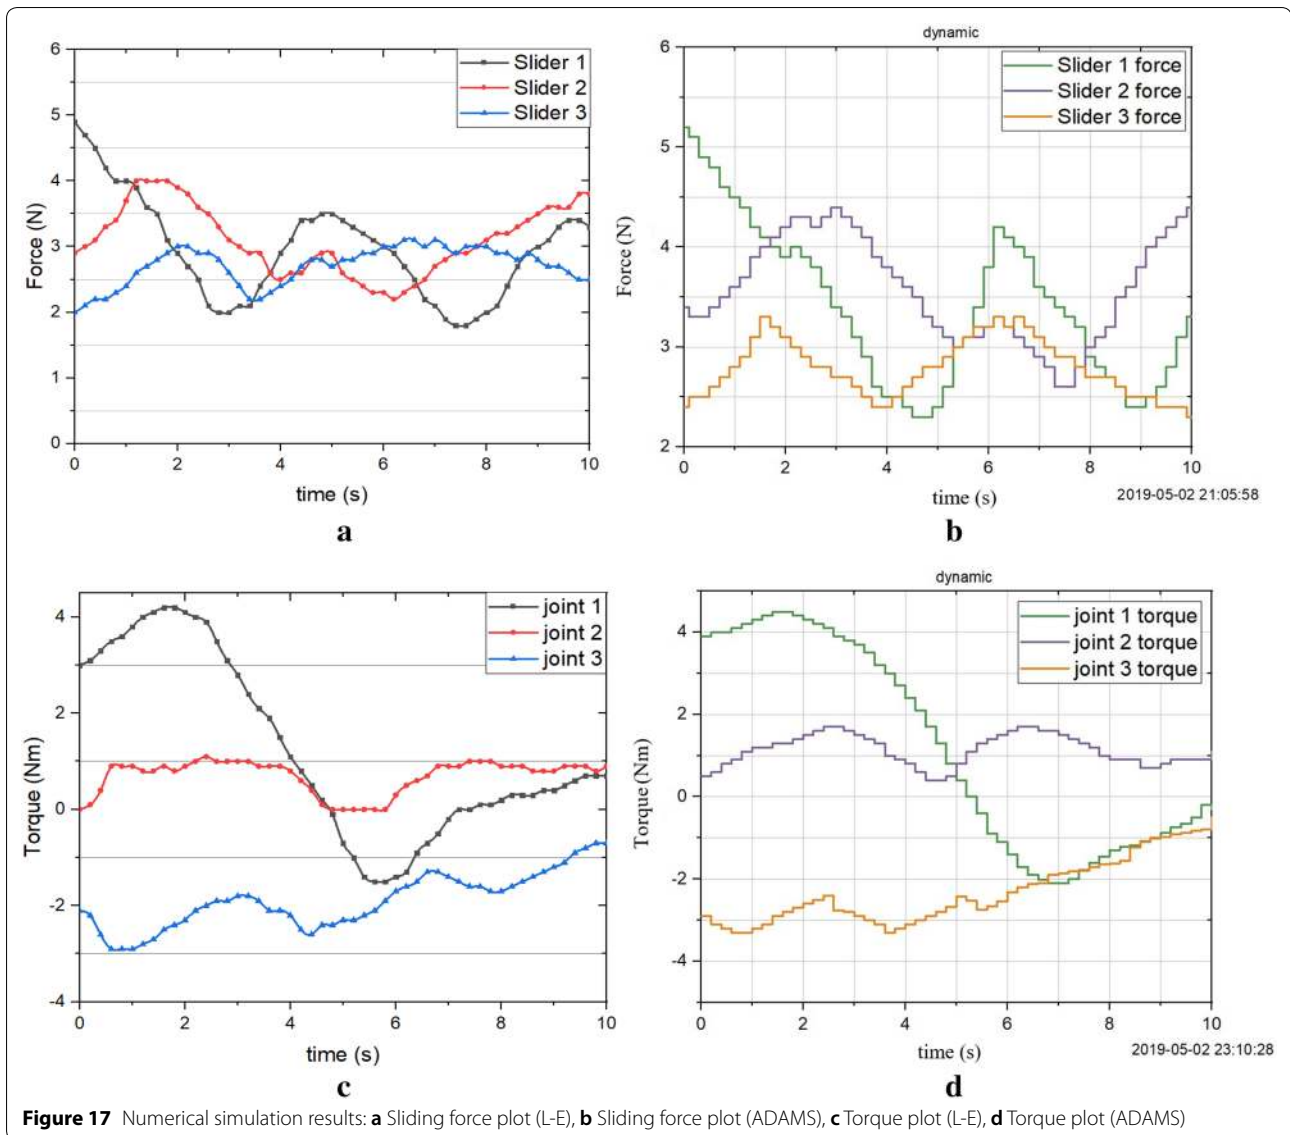 6
5
4
3
2
1
0
Force (N)
Slider 1
Slider 2
Slider 3
0 2 4 6 8 10
time (s)
a
dynamic
6
5
4
3
2
Force (N)
Slider 1 force
Slider 2 force
Slider 3 force
0 2 4 6 8 10
time (s)
2019-05-02 21:05:58
b
4
2
0
-2
-4
Torque (Nm)
joint 1
joint 2
joint 3
0 2 4 6 8 10
time (s)
c
dynamic
4
2
0
-2
-4
Torque (Nm)
joint 1 torque
joint 2 torque
joint 3 torque
0 2 4 6 8 10
time (s)
2019-05-02 23:10:28
d
Figure 17 Numerical simulation results: a Sliding force plot (L-E), b Sliding force plot (ADAMS), c Torque plot (L-E), d Torque plot (ADAMS)